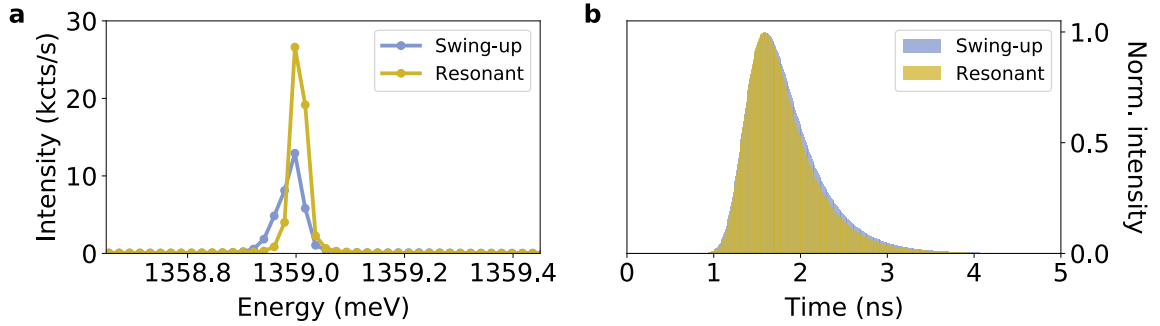 a
30
20
10
0
Intensity (kcts/s)
Swing-up
Resonant
1358.8
1359.0
1359.2
1359.4
Energy (meV)
b
Swing-up
Resonant
1.0
0.5
0.0
Norm. intensity
0
1
2
3
4
5
Time (ns)